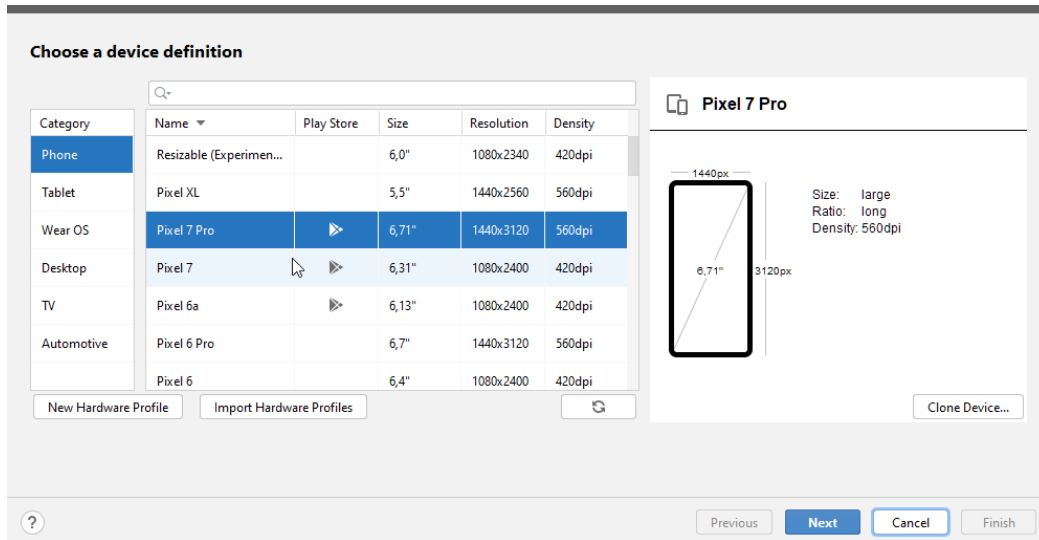 Choose a device definition
Category
Phone
Tablet
Wear OS
Desktop
TV
Automotive
Name Play Store Size Resolution Density
Resizable (Experimen... 6,0" 1080x2340 420dpi
Pixel XL 5,5" 1440x2560 560dpi
Pixel 7 Pro 6,71" 1440x3120 560dpi
Pixel 7 6,31" 1080x2400 420dpi
Pixel 6a 6,13" 1080x2400 420dpi
Pixel 6 Pro 6,7" 1440x3120 560dpi
Pixel 6 6,4" 1080x2400 420dpi
New Hardware Profile Import Hardware Profiles
Pixel 7 Pro
1440px
6,71" 3120px
Size: large
Ratio: long
Density: 560dpi
Clone Device...
? Previous Next Cancel Finish